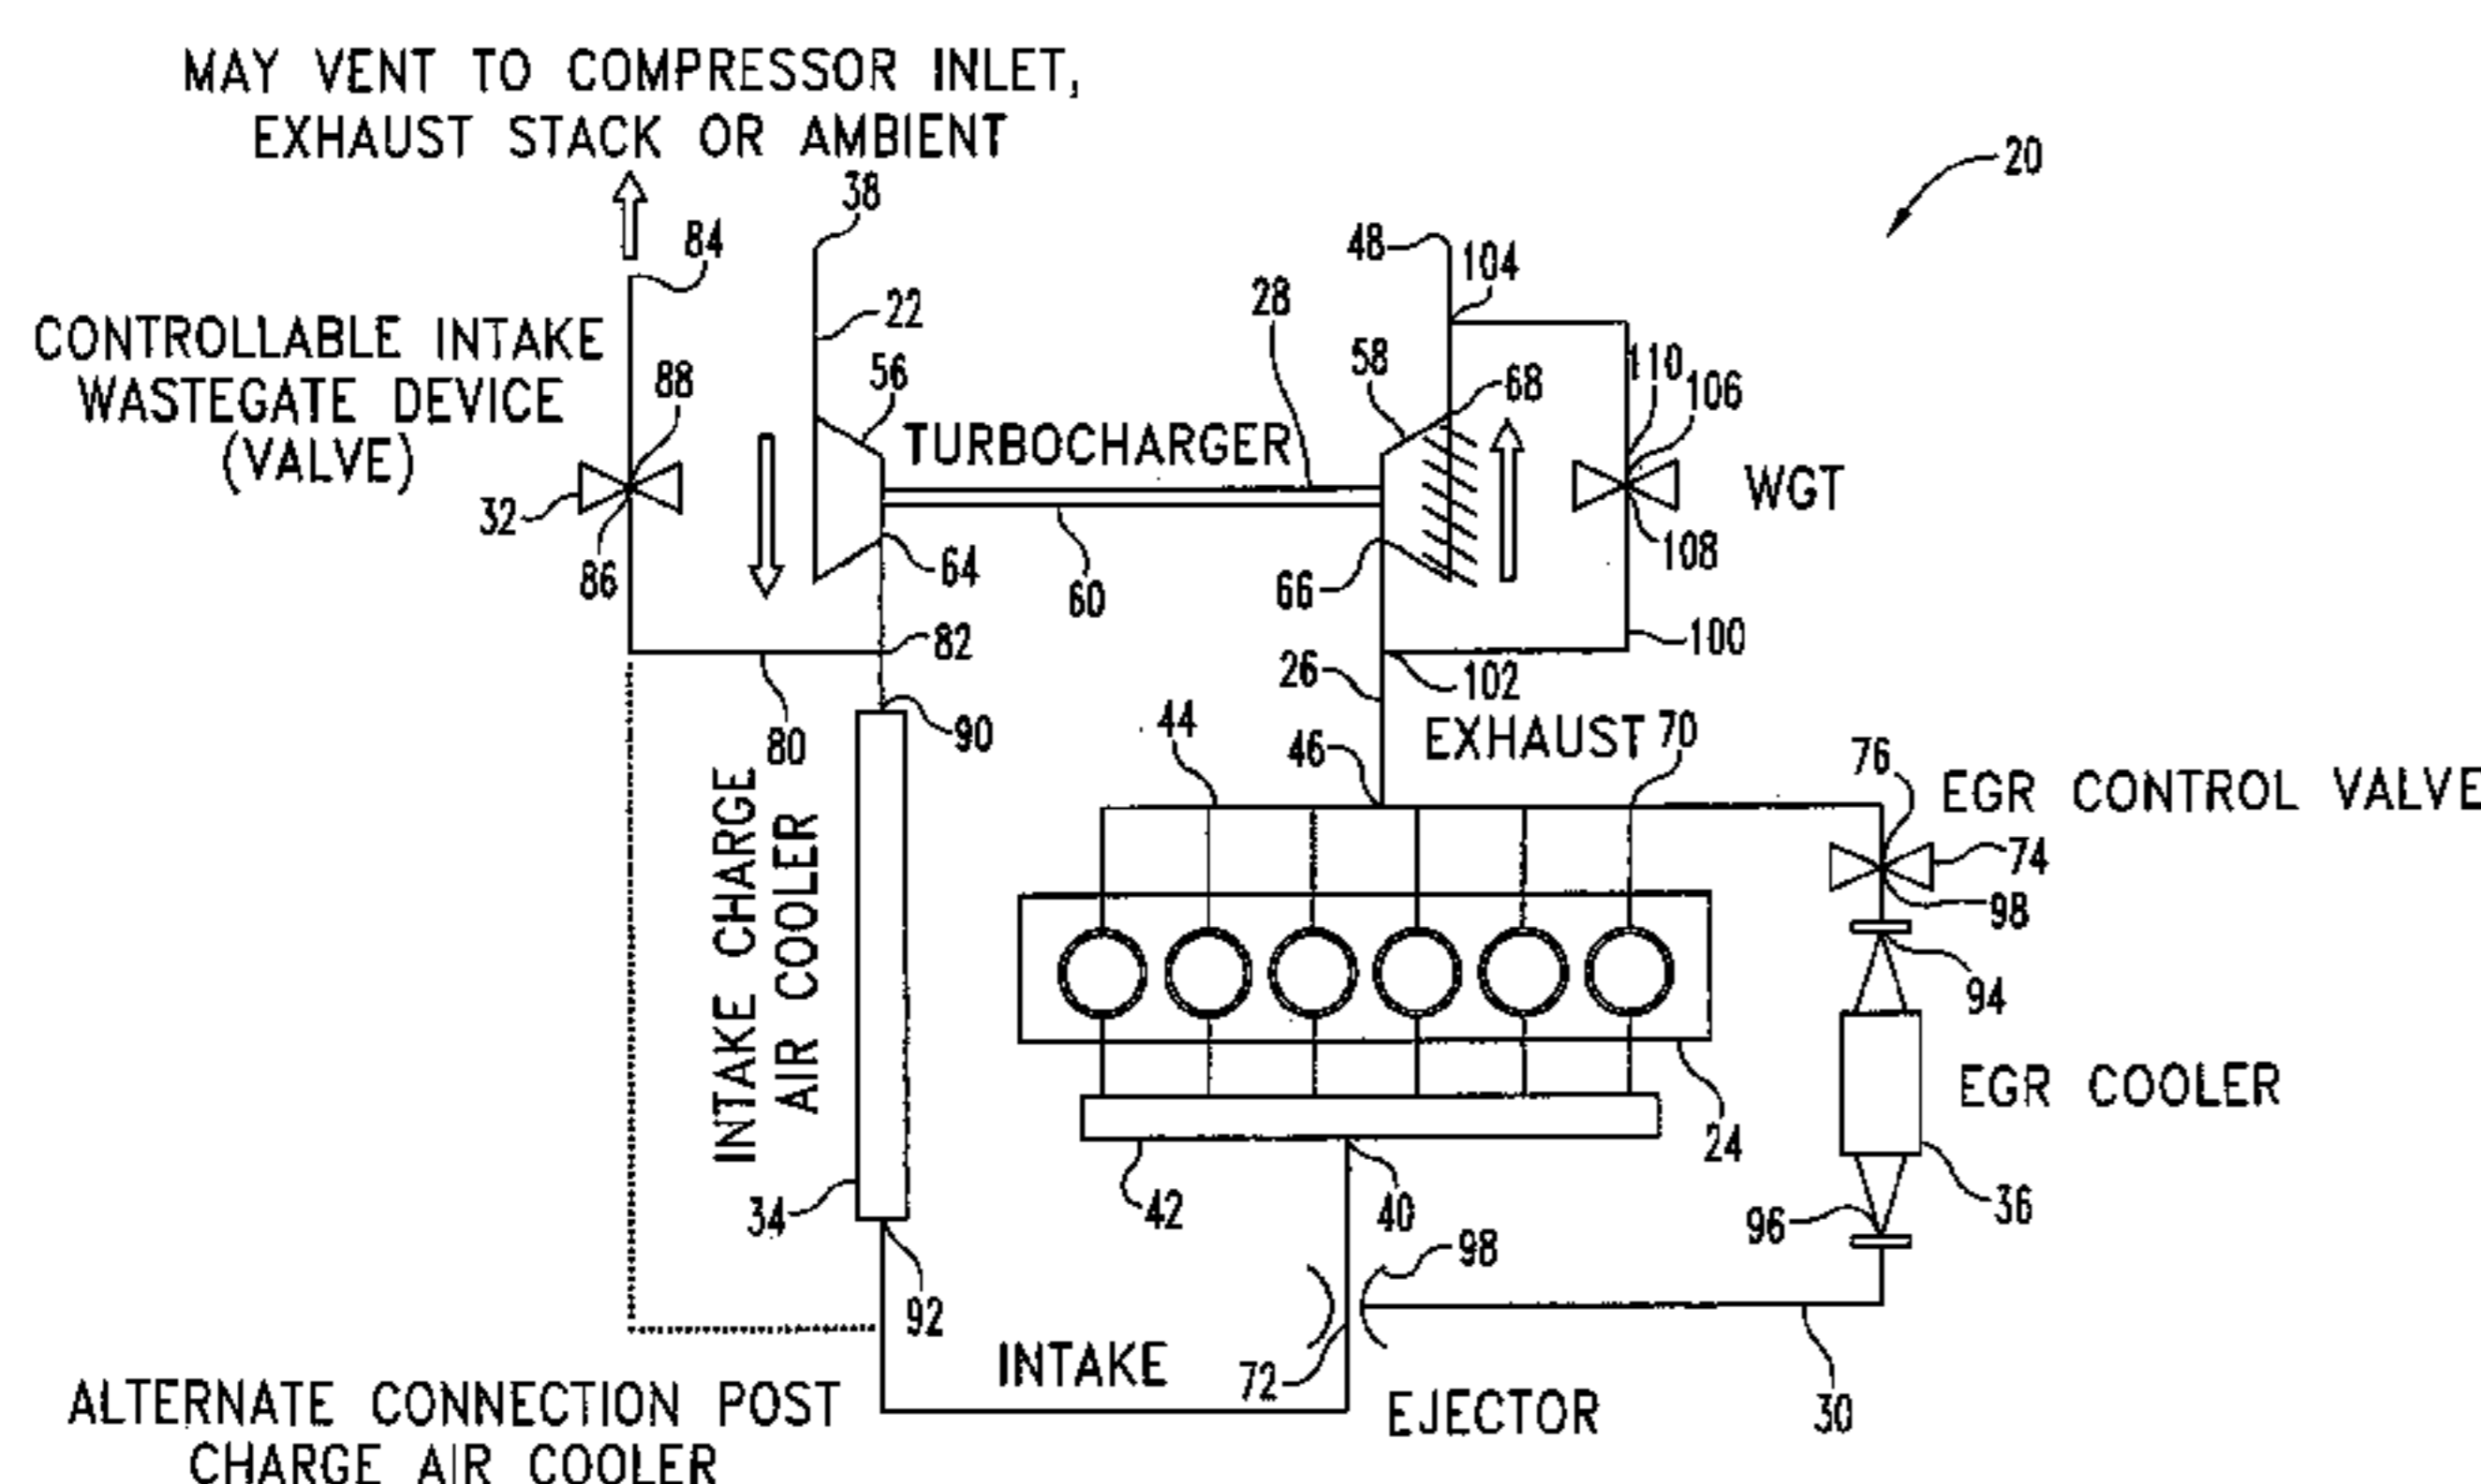 MAY VENT TO COMPRESSOR INLET,
EXHAUST STACK OR AMBIENT
20
38
84
48
104
28
22
CONTROLLABLE INTAKE
WASTEGATE DEVICE
(VALVE)
88
56
58
68
110
106
TURBOCHARGER
WGT
32
86
64
60
66
108
82
100
26
102
90
80
44
46
EXHAUST
70
76
EGR CONTROL VALVE
74
98
INTAKE CHARGE
AIR COOLER
94
EGR COOLER
24
34
42
40
96
36
98
92
INTAKE
72
EJECTOR
30
ALTERNATE CONNECTION POST
CHARGE AIR COOLER